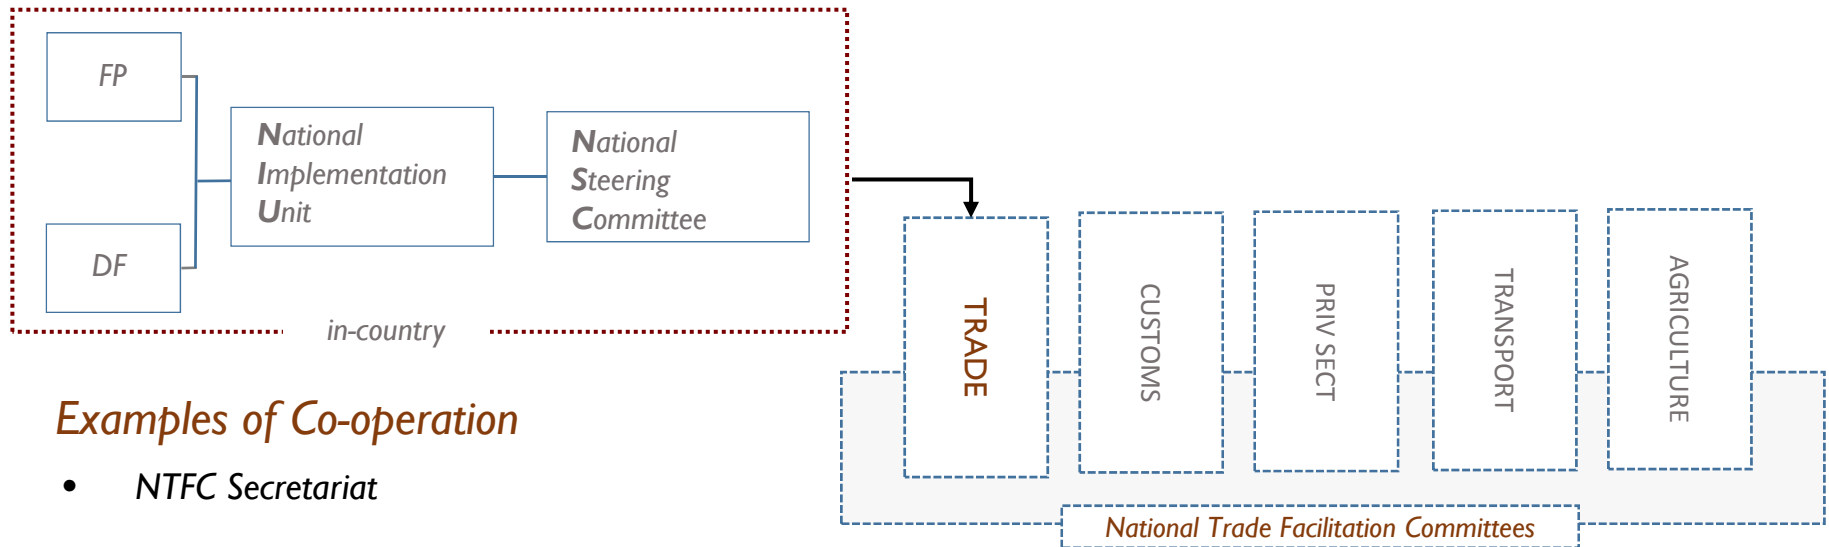 FP
DF
National
Implementation
Unit
National
Steering
Committee
in-country
TRADE
CUSTOMS
PRIV SECT
TRANSPORT
AGRICULTURE
National Trade Facilitation Committees
Examples of Co-operation
• NTFC Secretariat